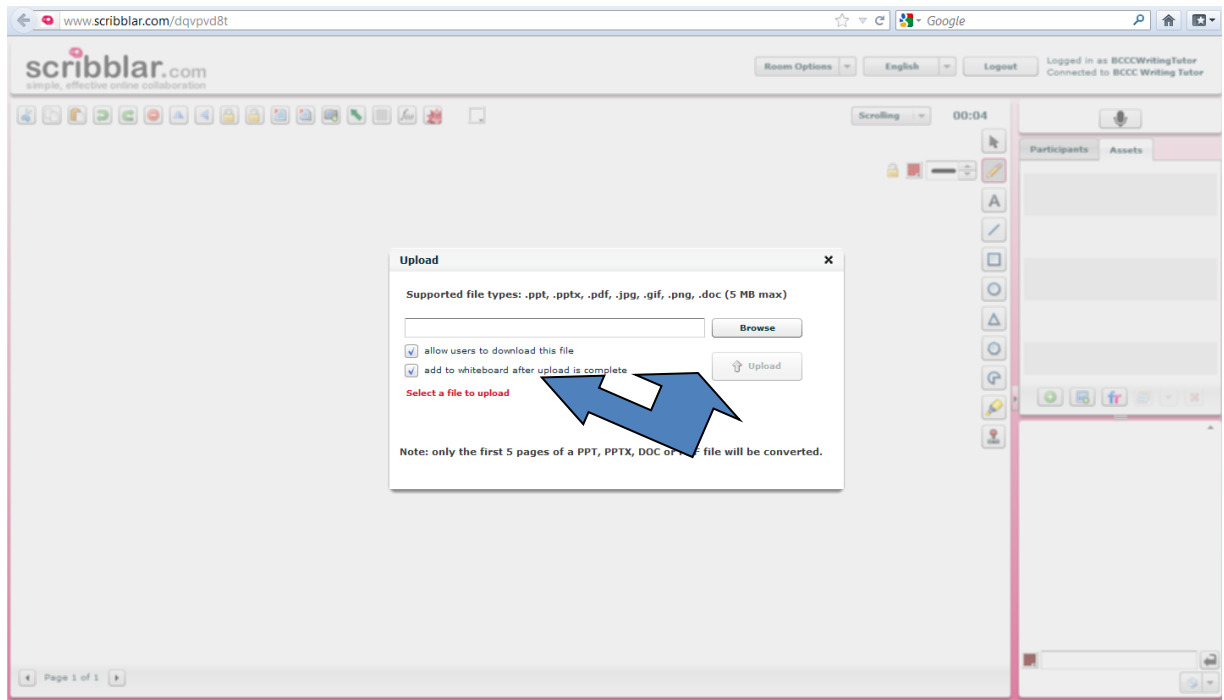 www.scribblar.com/dqvpvd8t
Google
scribblar.com
simple, effective online collaboration
Room Options
English
Logout
Logged in as BCCCWritingTutor
Connected to BCCC Writing Tutor
Scrolling
00:04
Participants
Assets
A
Upload
Supported file types: .ppt, .pptx, .pdf, .jpg, .gif, .png, .doc (5 MB max)
Browse
allow users to download this file
add to whiteboard after upload is complete
Upload
Select a file to upload
fr
Note: only the first 5 pages of a PPT, PPTX, DOC or file will be converted.
Page 1 of 1